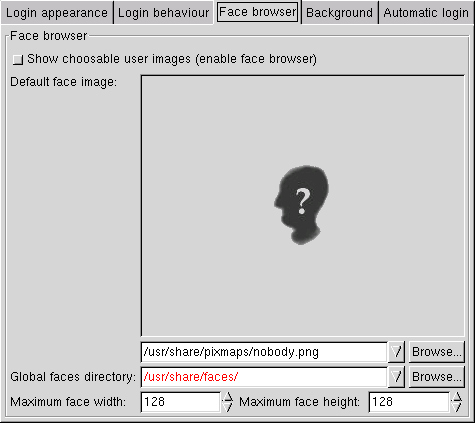 Login appearance Login behaviour Face browser Background Automatic login
Face browser
Show choosable user images (enable face browser)
Default face image:
?
/usr/share/pixmaps/nobody.png Browse...
Global faces directory: /usr/share/faces/ Browse...
Maximum face width: 128 Maximum face height: 128